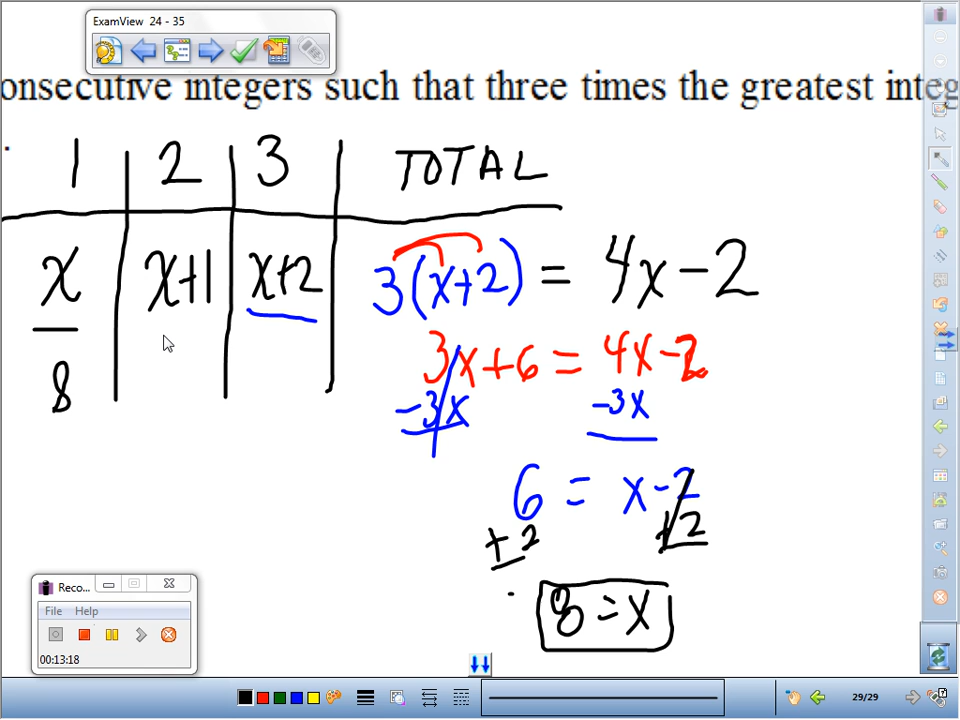 ExamView 24 - 35
onsecutive integers such that three times the greatest integ
1 2 3 TOTAL
x x+1 x+2 3(x+2) = 4x-2
3x+6 = 4x-2
8 -3x -3x
6 = x-2
+2 +2
8=x
Reco...
File Help
00:13:18
29/29